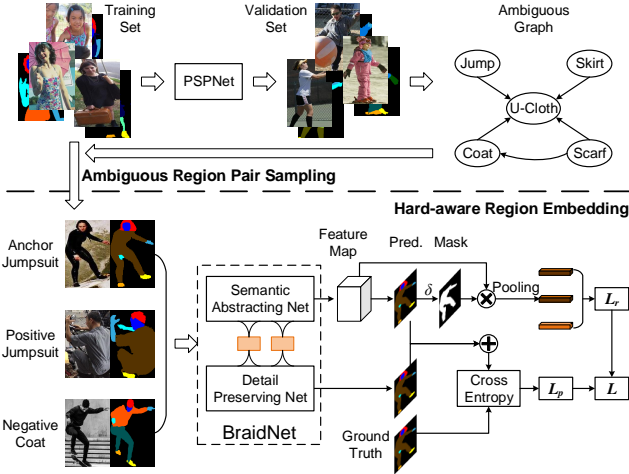 Training
Set
Validation
Set
Ambiguous
Graph
PSPNet
Jump
Skirt
U-Cloth
Coat
Scarf
Ambiguous Region Pair Sampling
Hard-aware Region Embedding
Anchor
Jumpsuit
Positive
Jumpsuit
Negative
Coat
Semantic
Abstracting Net
Detail
Preserving Net
BraidNet
Feature
Map
Pred.
Mask
δ
Pooling
Cross
Entropy
Ground
Truth
L_r
L_p
L